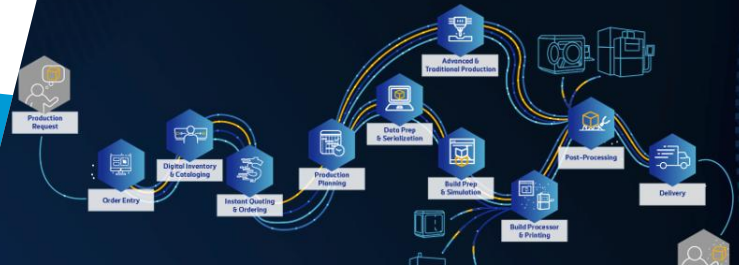 Production
Request
Order Entry
Digital Inventory
& Cataloging
Instant Quoting
& Ordering
Production
Planning
Data Prep
& Serialization
Advanced &
Traditional Production
Build Prep
& Simulation
Build Processor
& Printing
Post-Processing
Delivery